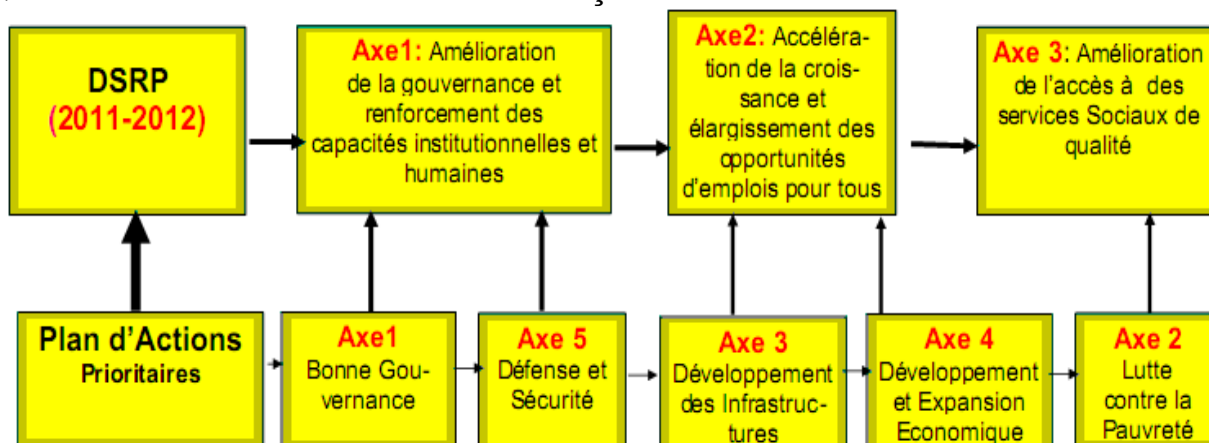 DSRP
(2011-2012)
Axe1: Amélioration
de la gouvernance et
renforcement des
capacités institutionnelles et
humaines
Axe2: Accéléra-
tion de la crois-
sance et
élargissement des
opportunités
d'emplois pour tous
Axe 3: Amélioration
de l'accès à des
services Sociaux de
qualité
Plan d'Actions
Prioritaires
Axe1
Bonne Gou-
vernance
Axe 5
Défense et
Sécurité
Axe 3
Développement
des Infrastruc-
tures
Axe 4
Développement
et Expansion
Economique
Axe 2
Lutte
contre la
Pauvreté